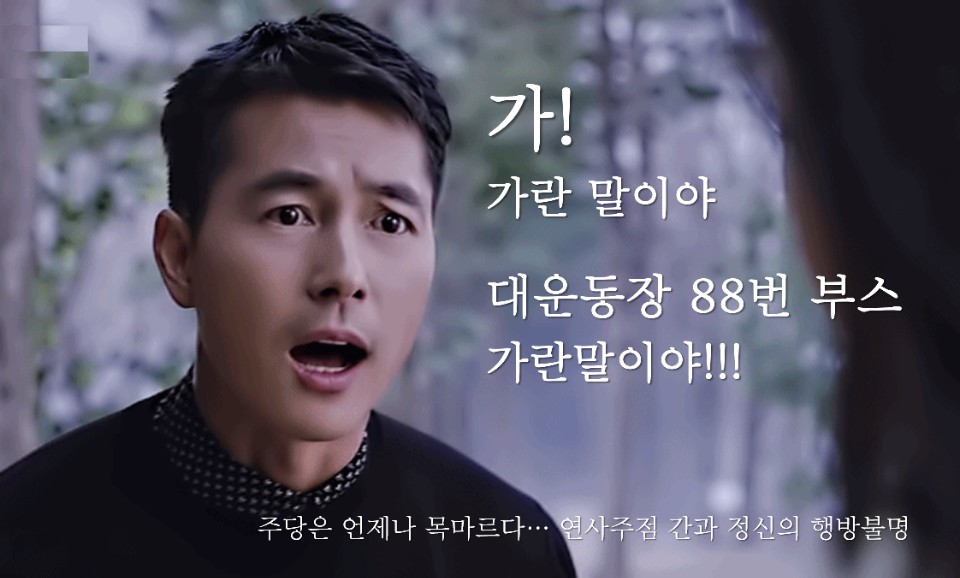 가!
가란 말이야
대운동장 88번 부스
가란말이야!!!
주당은 언제나 목마르다… 연사주점 간과 정신의 행방불명